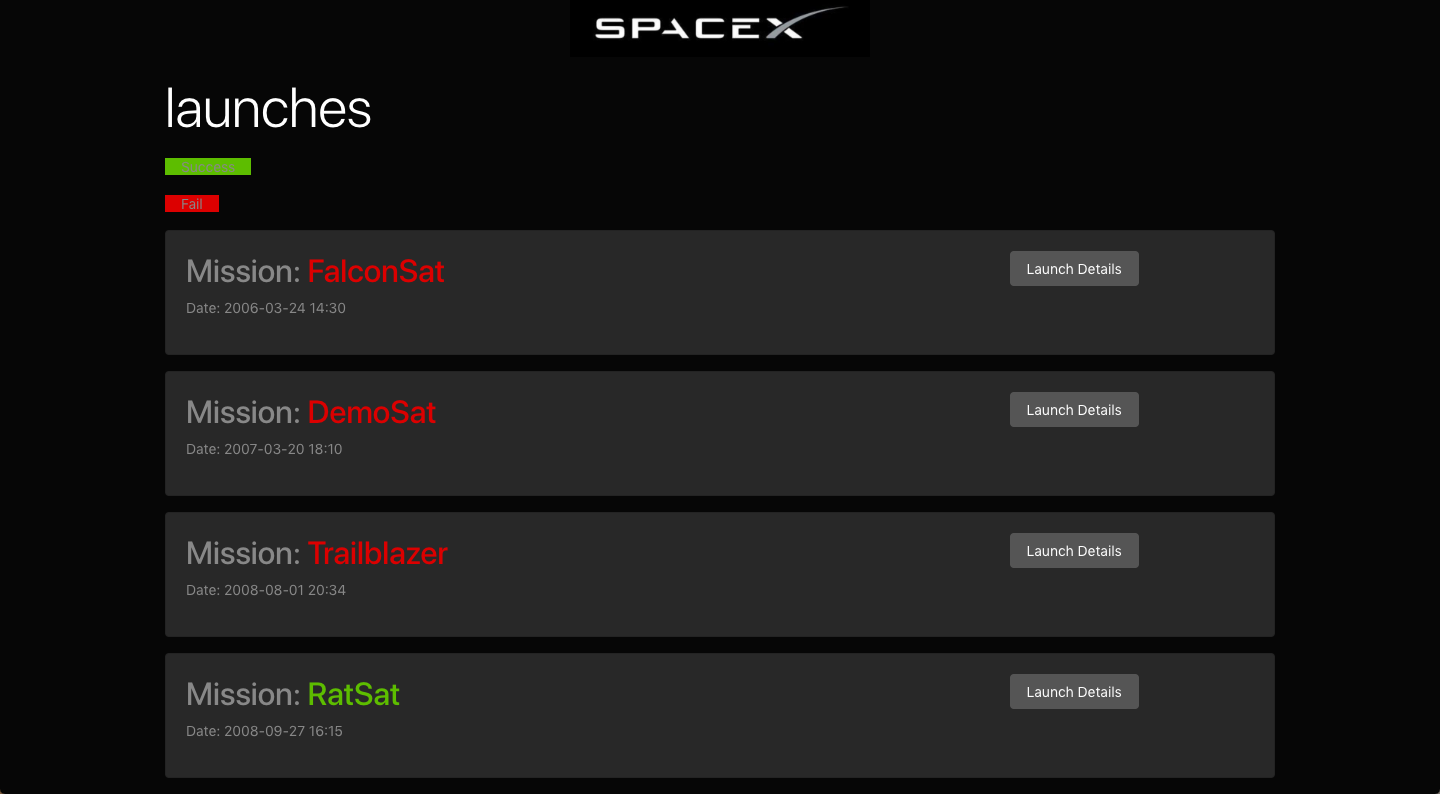 SPACEX
launches
Success
Fail
Mission: FalconSat
Launch Details
Date: 2006-03-24 14:30
Mission: DemoSat
Launch Details
Date: 2007-03-20 18:10
Mission: Trailblazer
Launch Details
Date: 2008-08-01 20:34
Mission: RatSat
Launch Details
Date: 2008-09-27 16:15